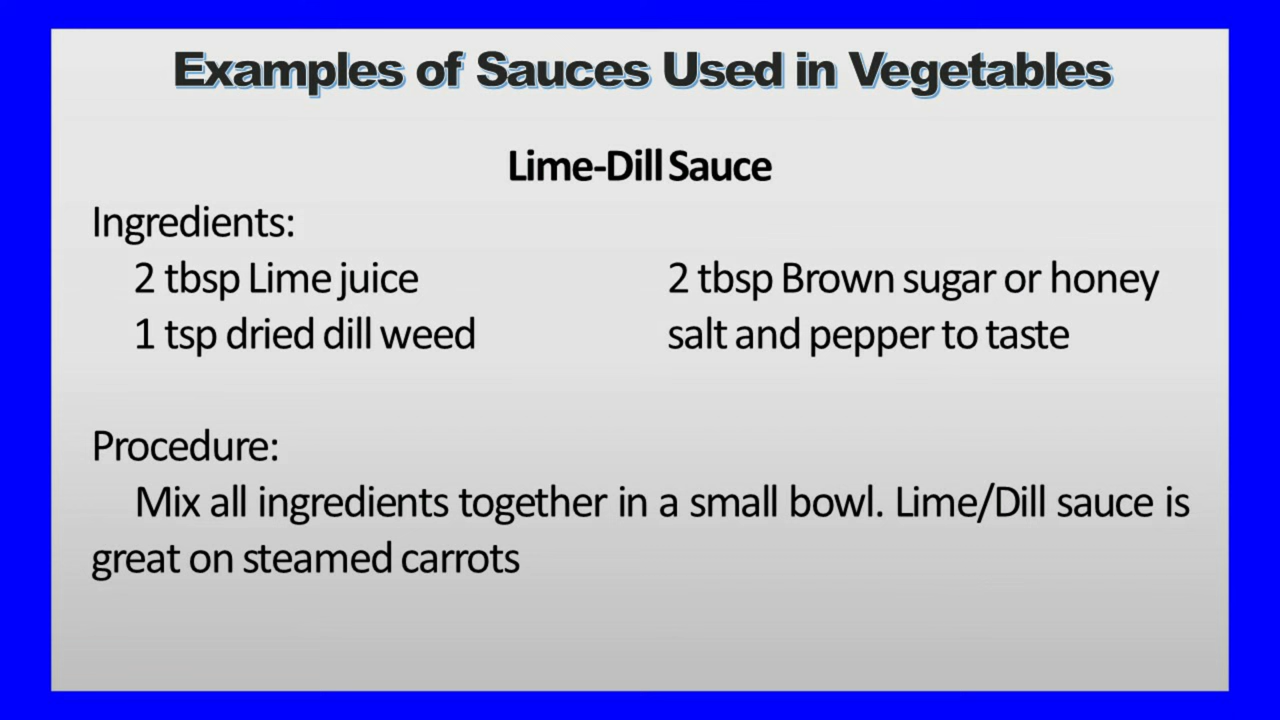 Examples of Sauces Used in Vegetables
Lime-Dill Sauce
Ingredients:
2 tbsp Lime juice 2 tbsp Brown sugar or honey
1 tsp dried dill weed salt and pepper to taste
Procedure:
Mix all ingredients together in a small bowl. Lime/Dill sauce is
great on steamed carrots